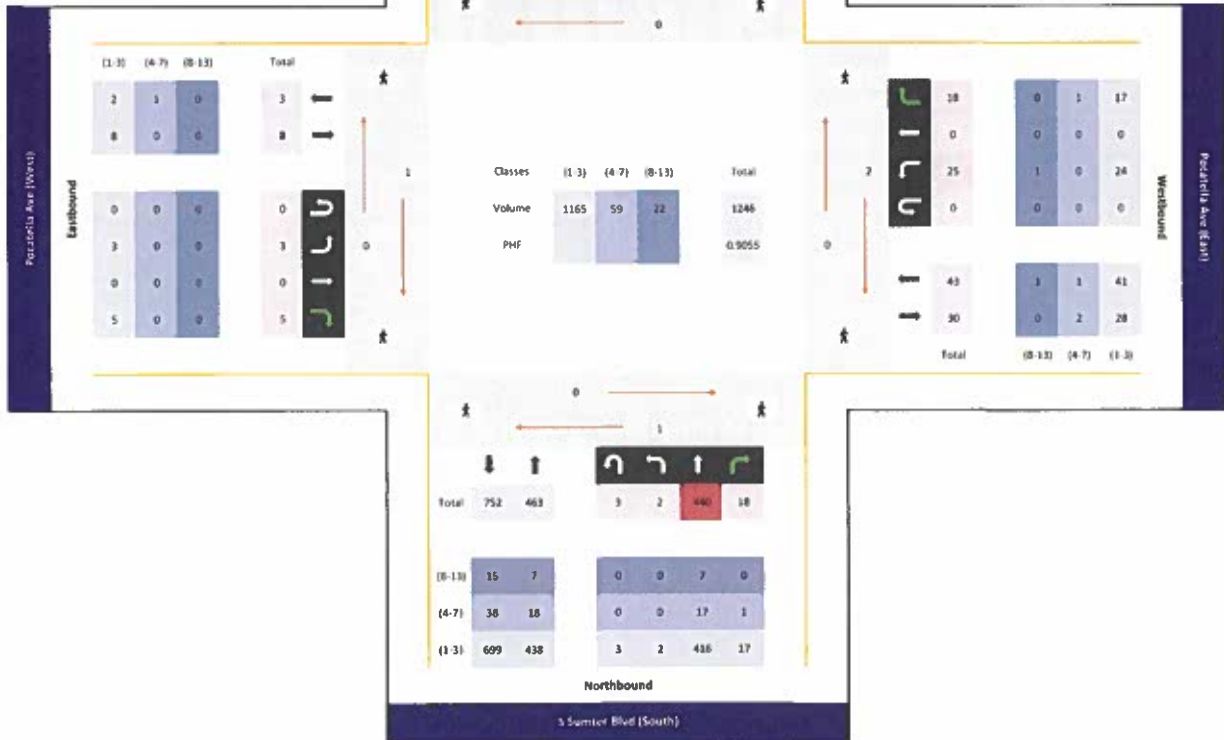 0
(1-3) (4-7) (8-13) Total
2 1 0 3
8 0 0 8
1
0
0 0 0 0
3 0 0 3
0 0 0 0
5 0 0 5
Pocatella Ave (West)
Eastbound
Classes (1-3) (4-7) (8-13) Total
Volume 1165 59 22 1246
PHF 0.9055
2
0
18 0 1 17
0 0 0 0
25 1 0 24
0 0 0 0
43 1 1 41
30 0 2 28
Total (8-13) (4-7) (1-3)
Westbound
Pocatella Ave (East)
0
1
Total 752 463 3 2 440 18
(8-13) 15 7 0 0 7 0
(4-7) 38 18 0 0 17 1
(1-3) 699 438 3 2 416 17
Northbound
S Sumter Blvd (South)